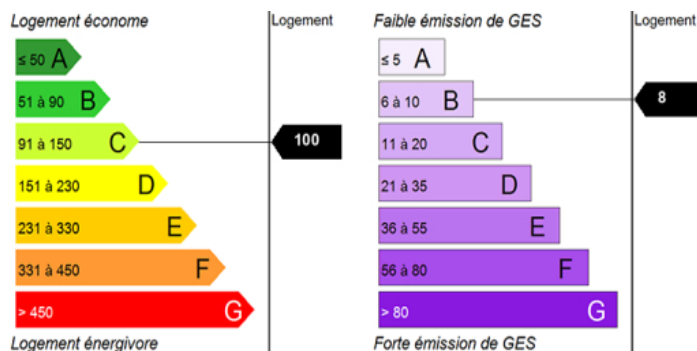 Logement économe
Logement
≤ 50 A
51 à 90 B
91 à 150 C
100
151 à 230 D
231 à 330 E
331 à 450 F
> 450 G
Logement énergivore
Faible émission de GES
Logement
≤ 5 A
6 à 10 B
8
11 à 20 C
21 à 35 D
36 à 55 E
56 à 80 F
> 80 G
Forte émission de GES